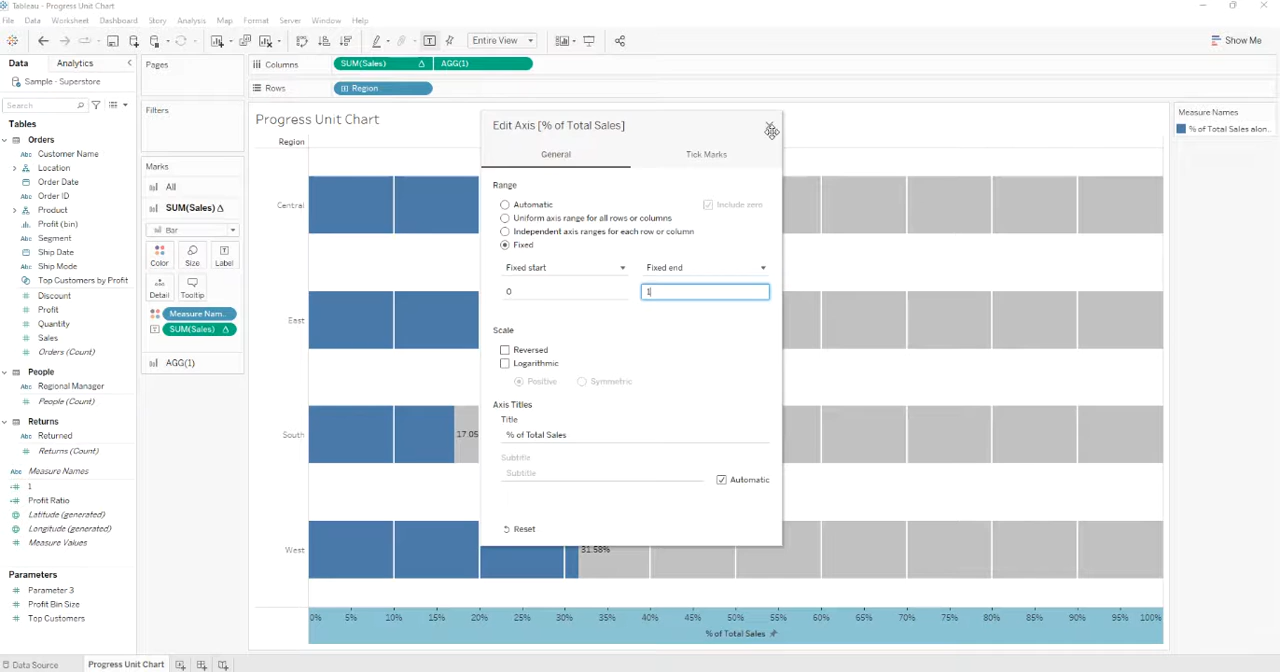 Tableau - Progress Unit Chart
File Data Worksheet Dashboard Story Analysis Map Format Server Window Help
Entire View
Show Me
Data Analytics
Sample - Superstore
Search
Tables
Orders
Abc Customer Name
Location
Order Date
Abc Order ID
Product
Profit (bin)
Abc Segment
Ship Date
Abc Ship Mode
Top Customers by Profit
# Discount
# Profit
# Quantity
# Sales
# Orders (Count)
People
Abc Regional Manager
# People (Count)
Returns
Abc Returned
# Returns (Count)
Abc Measure Names
1
Profit Ratio
Latitude (generated)
Longitude (generated)
# Measure Values
Parameters
# Parameter 3
# Profit Bin Size
# Top Customers
Pages
Filters
Marks
All
SUM(Sales) Δ
Bar
Color Size Label
Detail Tooltip
Measure Nam..
SUM(Sales) Δ
AGG(1)
Columns SUM(Sales) Δ AGG(1)
Rows Region
Progress Unit Chart
Region
Central
East
South
West
17.05
31.58%
0% 5% 10% 15% 20% 25% 30% 35% 40% 45% 50% 55% 60% 65% 70% 75% 80% 85% 90% 95% 100%
% of Total Sales
Edit Axis [% of Total Sales]
General Tick Marks
Range
Automatic Include zero
Uniform axis range for all rows or columns
Independent axis ranges for each row or column
Fixed
Fixed start Fixed end
0 1
Scale
Reversed
Logarithmic
Positive Symmetric
Axis Titles
Title
% of Total Sales
Subtitle
Subtitle
Automatic
Reset
Measure Names
% of Total Sales alon..
Data Source Progress Unit Chart